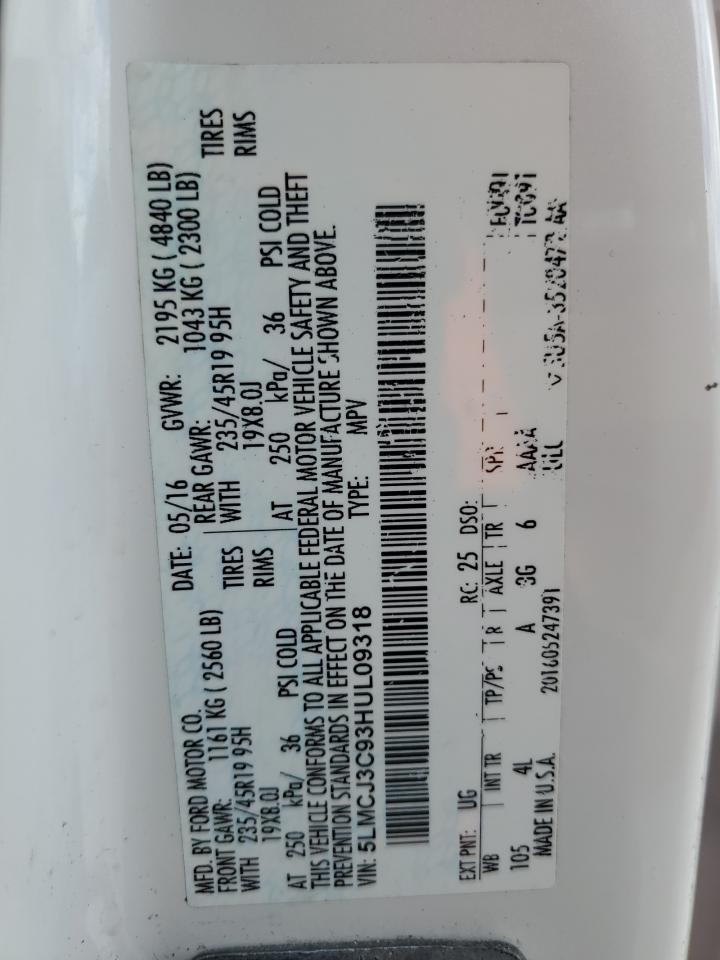 MFD. BY FORD MOTOR CO.
DATE: 05/16 GVWR: 2195 KG ( 4840 LB)
FRONT GAWR: 1161 KG ( 2560 LB) REAR GAWR: 1043 KG ( 2300 LB)
WITH 235/45R19 95H TIRES WITH 235/45R19 95H TIRES
19X8.0J RIMS 19X8.0J RIMS
AT 250 kPa/ 36 PSI COLD AT 250 kPa/ 36 PSI COLD
THIS VEHICLE CONFORMS TO ALL APPLICABLE FEDERAL MOTOR VEHICLE SAFETY AND THEFT
PREVENTION STANDARDS IN EFFECT ON THE DATE OF MANUFACTURE SHOWN ABOVE.
VIN: 5LMCJ3C93HUL09318 TYPE: MPV
EXT PNT: UG RC: 25 DSO:
WB INT TR TP/PS R AXLE TR SPR
105 4L A 3G 6 AAAA
MADE IN U.S.A. 201605247391